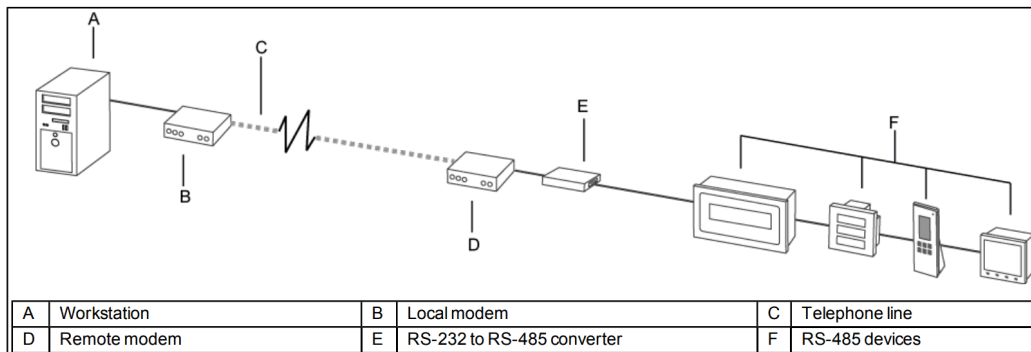 A
C
E
F
B
D
A Workstation B Local modem C Telephone line
D Remote modem E RS-232 to RS-485 converter F RS-485 devices